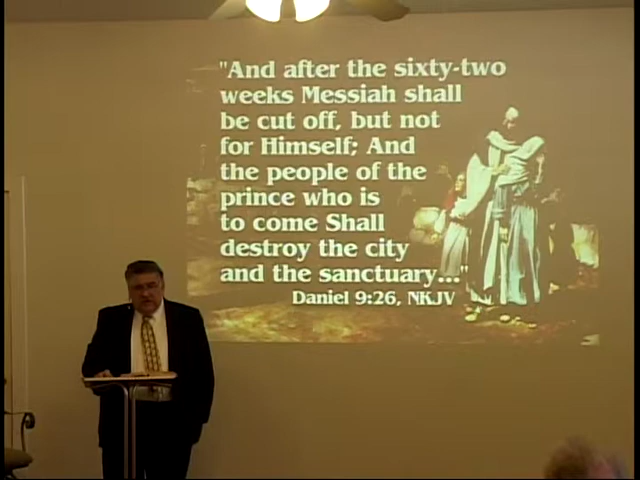 "And after the sixty-two
weeks Messiah shall
be cut off, but not
for Himself; And
the people of the
prince who is
to come Shall
destroy the city
and the sanctuary...
Daniel 9:26, NKJV